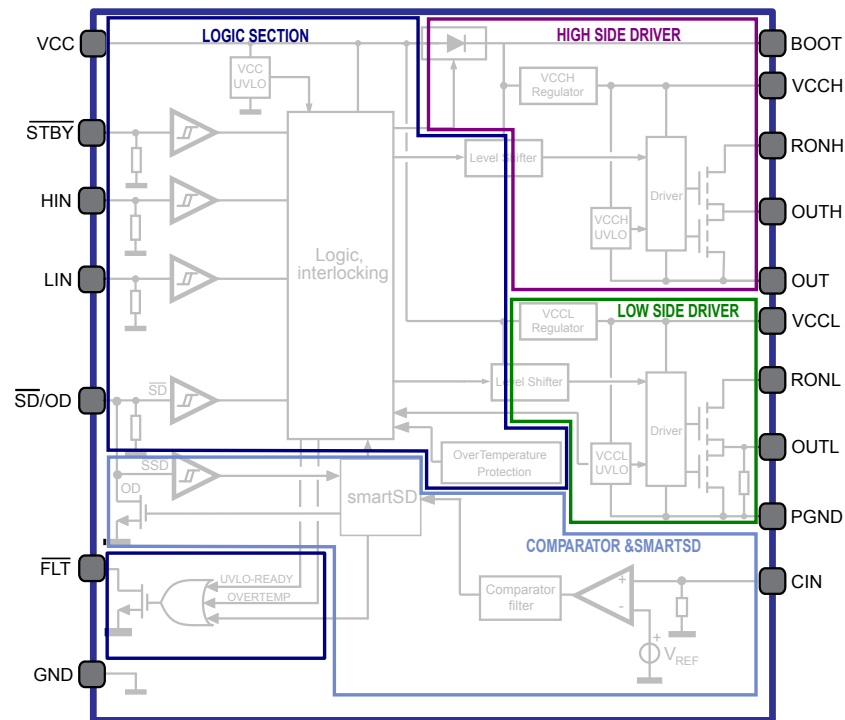 VCC
LOGIC SECTION
HIGH SIDE DRIVER
BOOT
VCC
UVLO
VCCH
Regulator
VCCH
STBY
Level Shifter
RONH
HIN
Driver
VCCH
UVLO
OUTH
Logic,
interlocking
LIN
OUT
LOW SIDE DRIVER
VCCL
Regulator
VCCL
SD/OD
SD
Level Shifter
RONL
Driver
OverTemperature
Protection
VCCL
UVLO
OUTL
SSD
OD
smartSD
PGND
COMPARATOR &SMARTSD
FLT
UVLO-READY
OVERTEMP
Comparator
filter
+
-
CIN
+
VREF
GND